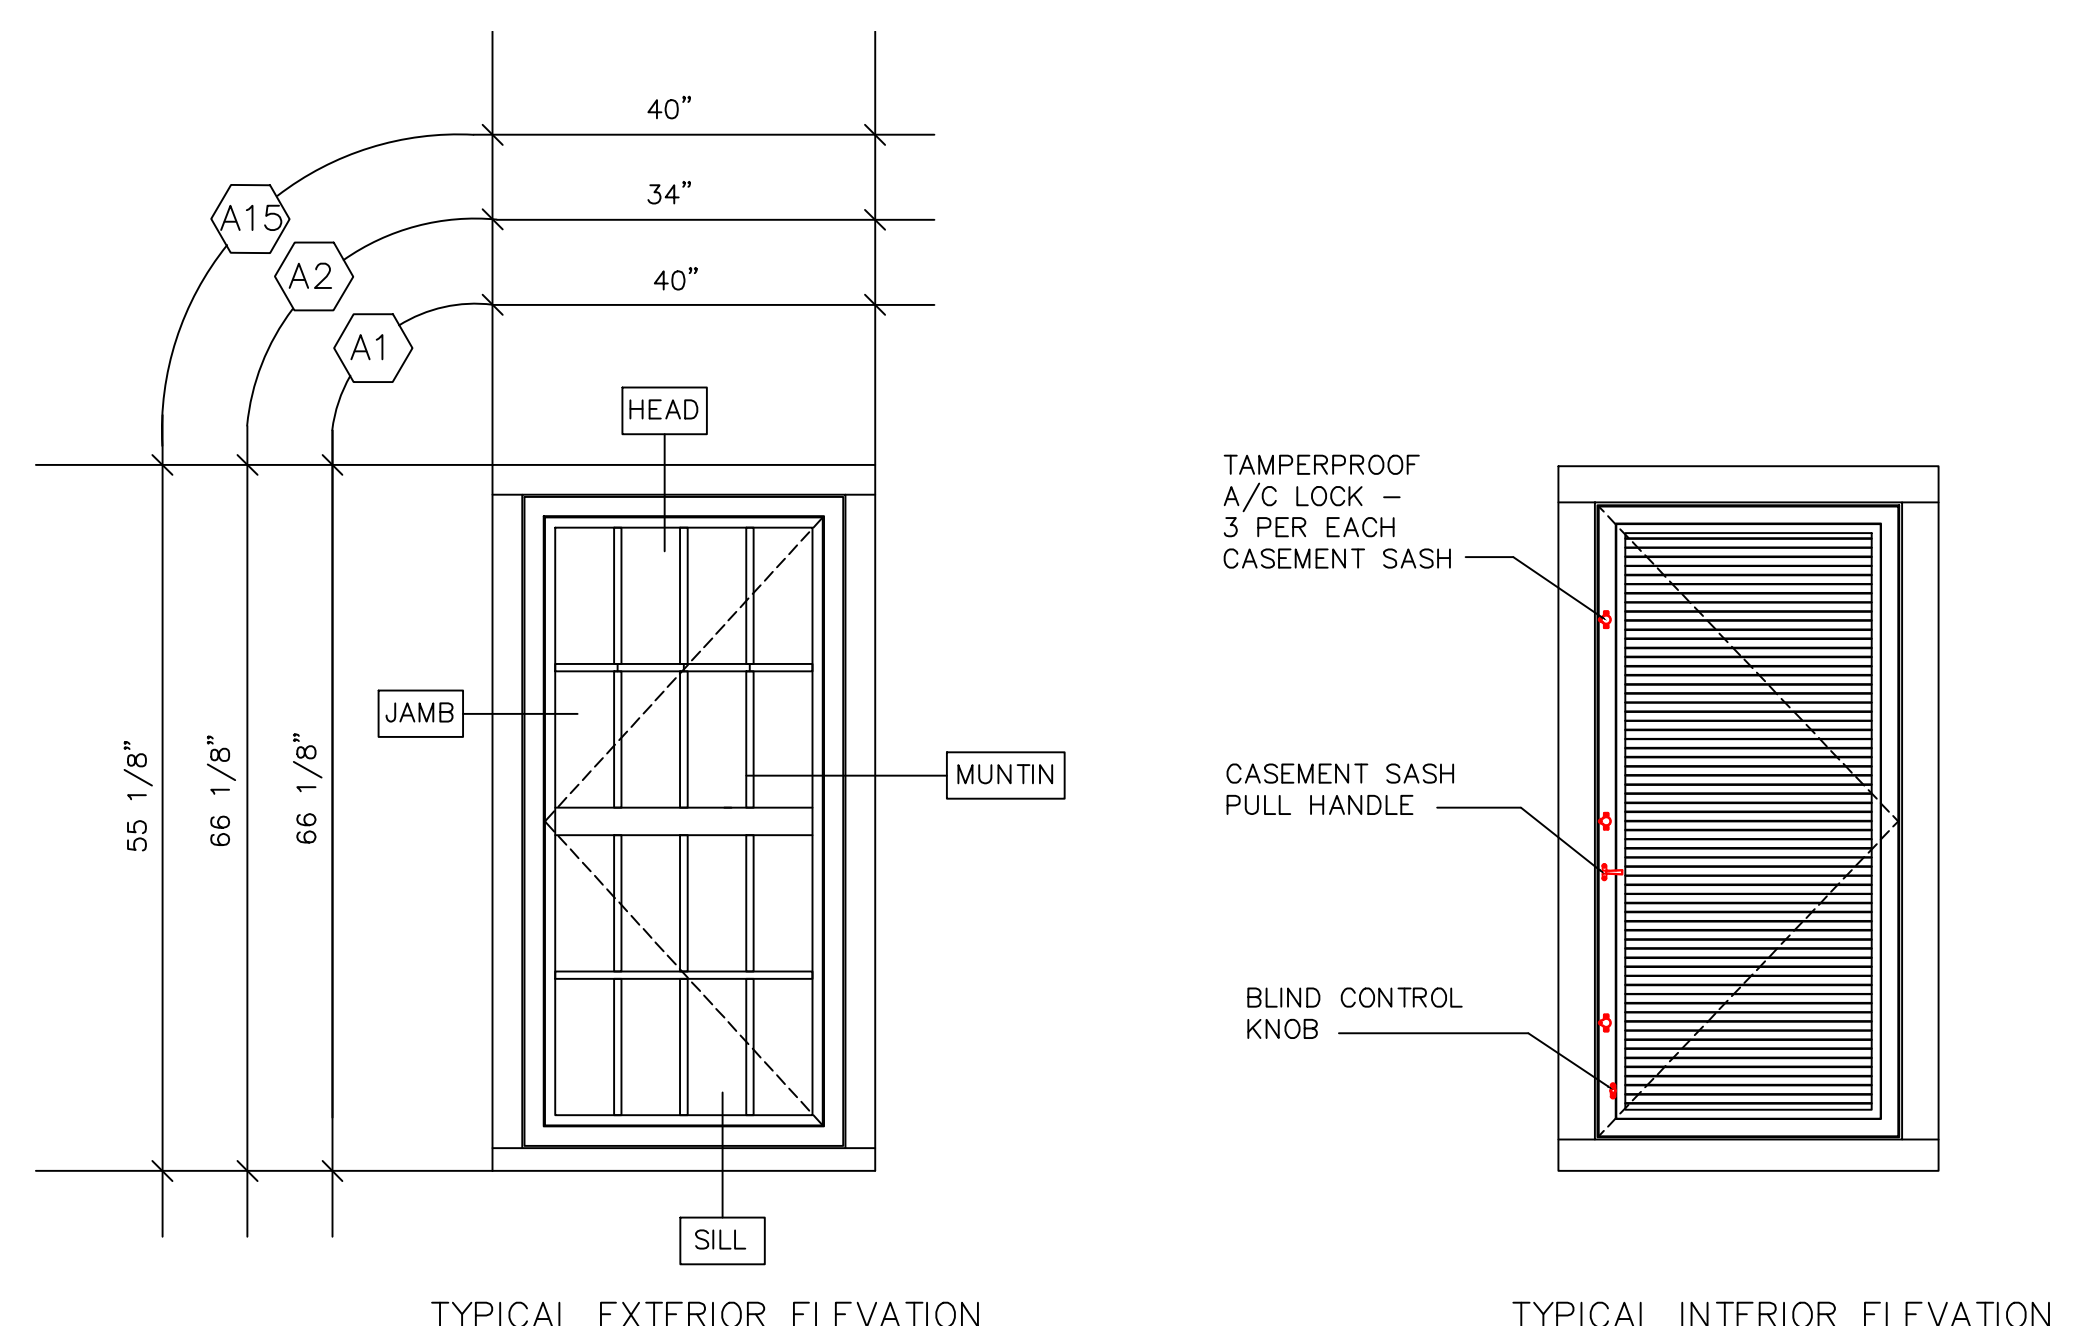 40"
A15
34"
A2
40"
A1
HEAD
TAMPERPROOF
A/C LOCK –
3 PER EACH
CASEMENT SASH
JAMB
55 1/8"
66 1/8"
66 1/8"
MUNTIN
CASEMENT SASH
PULL HANDLE
BLIND CONTROL
KNOB
SILL
TYPICAL EXTERIOR ELEVATION
TYPICAL INTERIOR ELEVATION